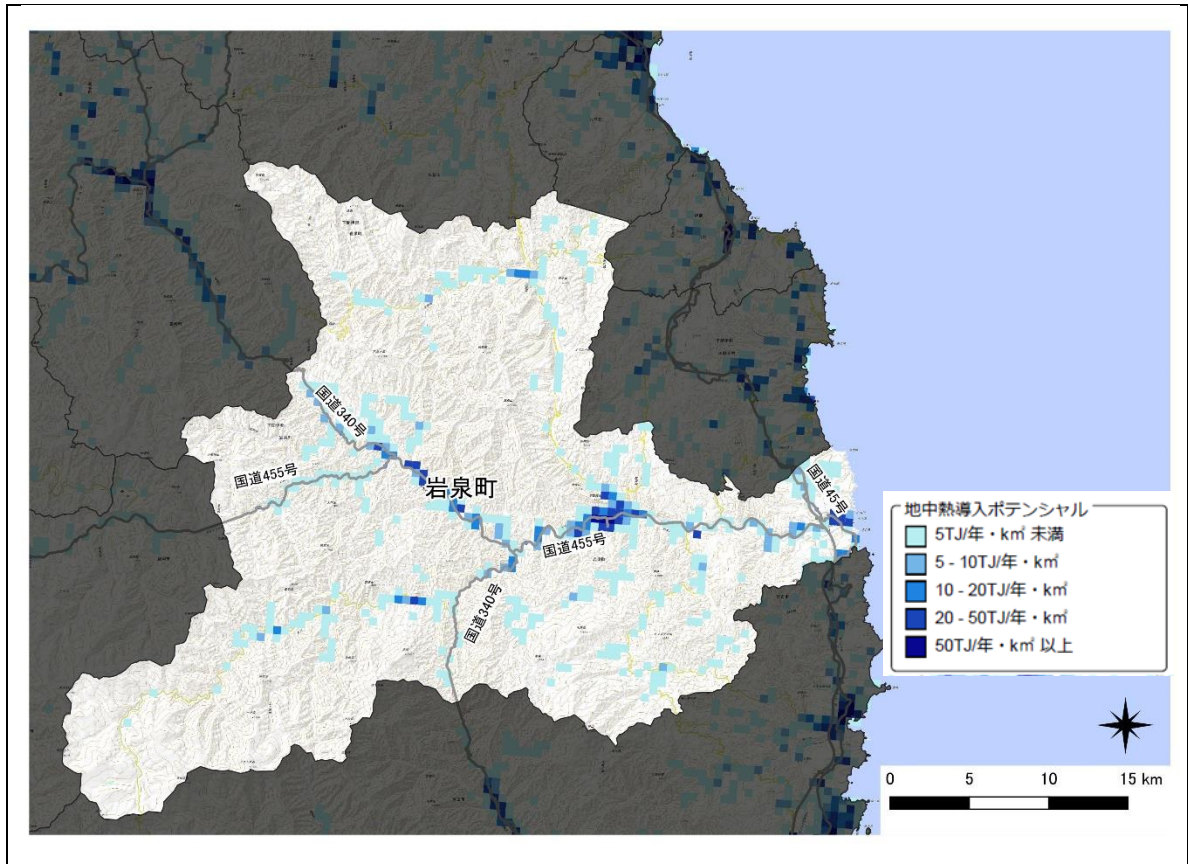 国道340号
国道455号
岩泉町
国道455号
国道340号
国道45号
地中熱導入ポテンシャル
5TJ/年・k㎡ 未満
5 - 10TJ/年・k㎡
10 - 20TJ/年・k㎡
20 - 50TJ/年・k㎡
50TJ/年・k㎡ 以上
0 5 10 15 km